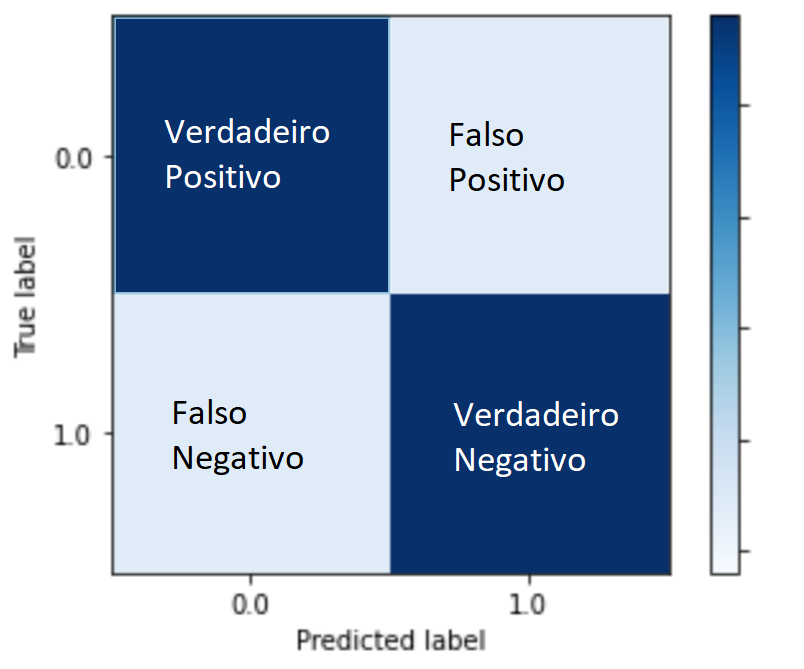 Verdadeiro
Positivo
Falso
Positivo
0.0
True label
Falso
Negativo
Verdadeiro
Negativo
1.0
0.0
1.0
Predicted label